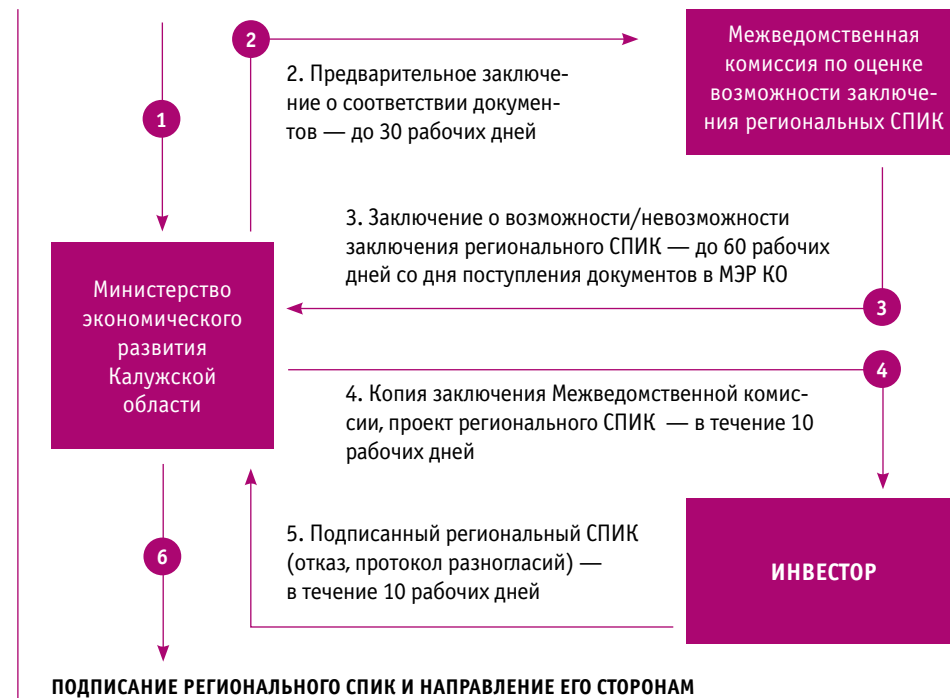 2
Межведомственная
комиссия по оценке
возможности заключе-
ния региональных СПИК
2. Предварительное заключе-
ние о соответствии докумен-
тов — до 30 рабочих дней
1
3. Заключение о возможности/невозможности
заключения регионального СПИК — до 60 рабочих
дней со дня поступления документов в МЭР КО
Министерство
экономического
развития
Калужской
области
3
4
4. Копия заключения Межведомственной комис-
сии, проект регионального СПИК — в течение 10
рабочих дней
5. Подписанный региональный СПИК
(отказ, протокол разногласий) —
в течение 10 рабочих дней
6
ИНВЕСТОР
ПОДПИСАНИЕ РЕГИОНАЛЬНОГО СПИК И НАПРАВЛЕНИЕ ЕГО СТОРОНАМ